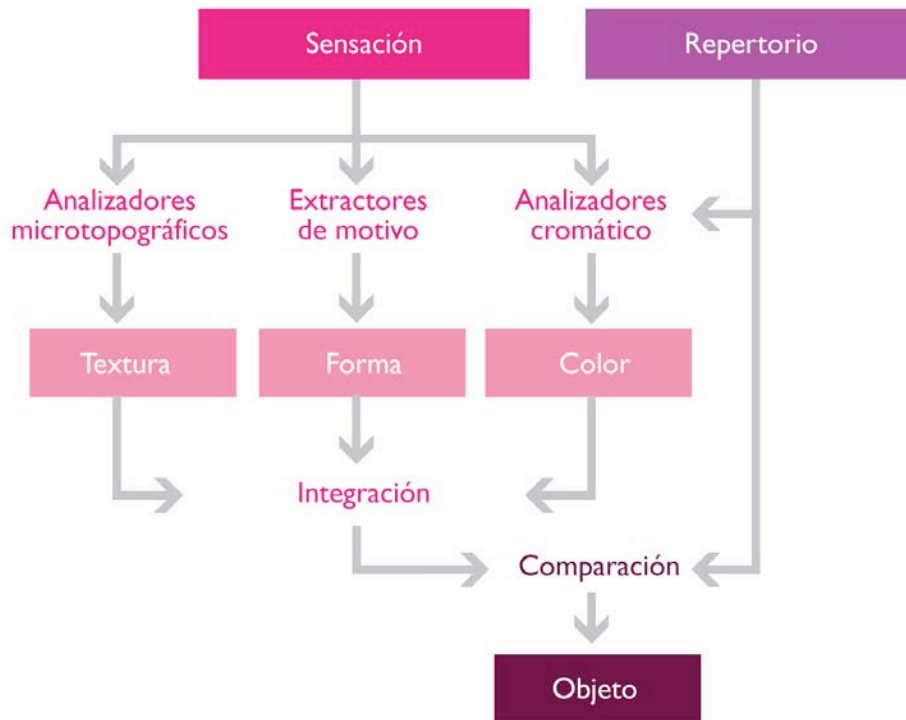 Sensación
Repertorio
Analizadores
microtopográficos
Extractores
de motivo
Analizadores
cromático
Textura
Forma
Color
Integración
Comparación
Objeto